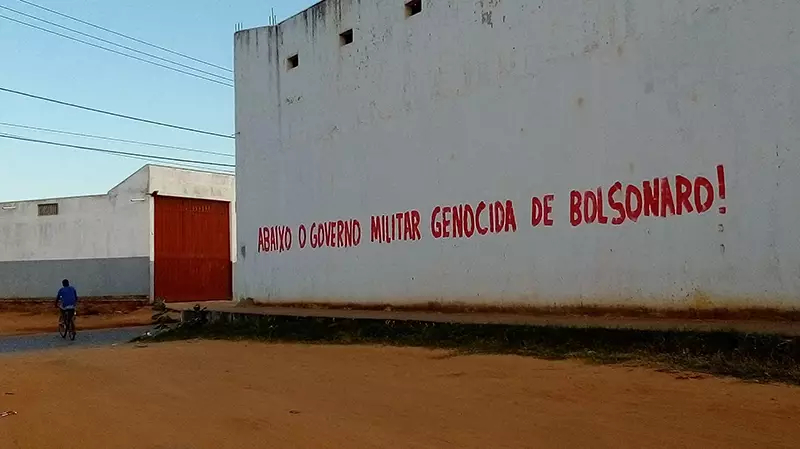 ABAIXO O GOVERNO MILITAR GENOCIDA DE BOLSONARO!